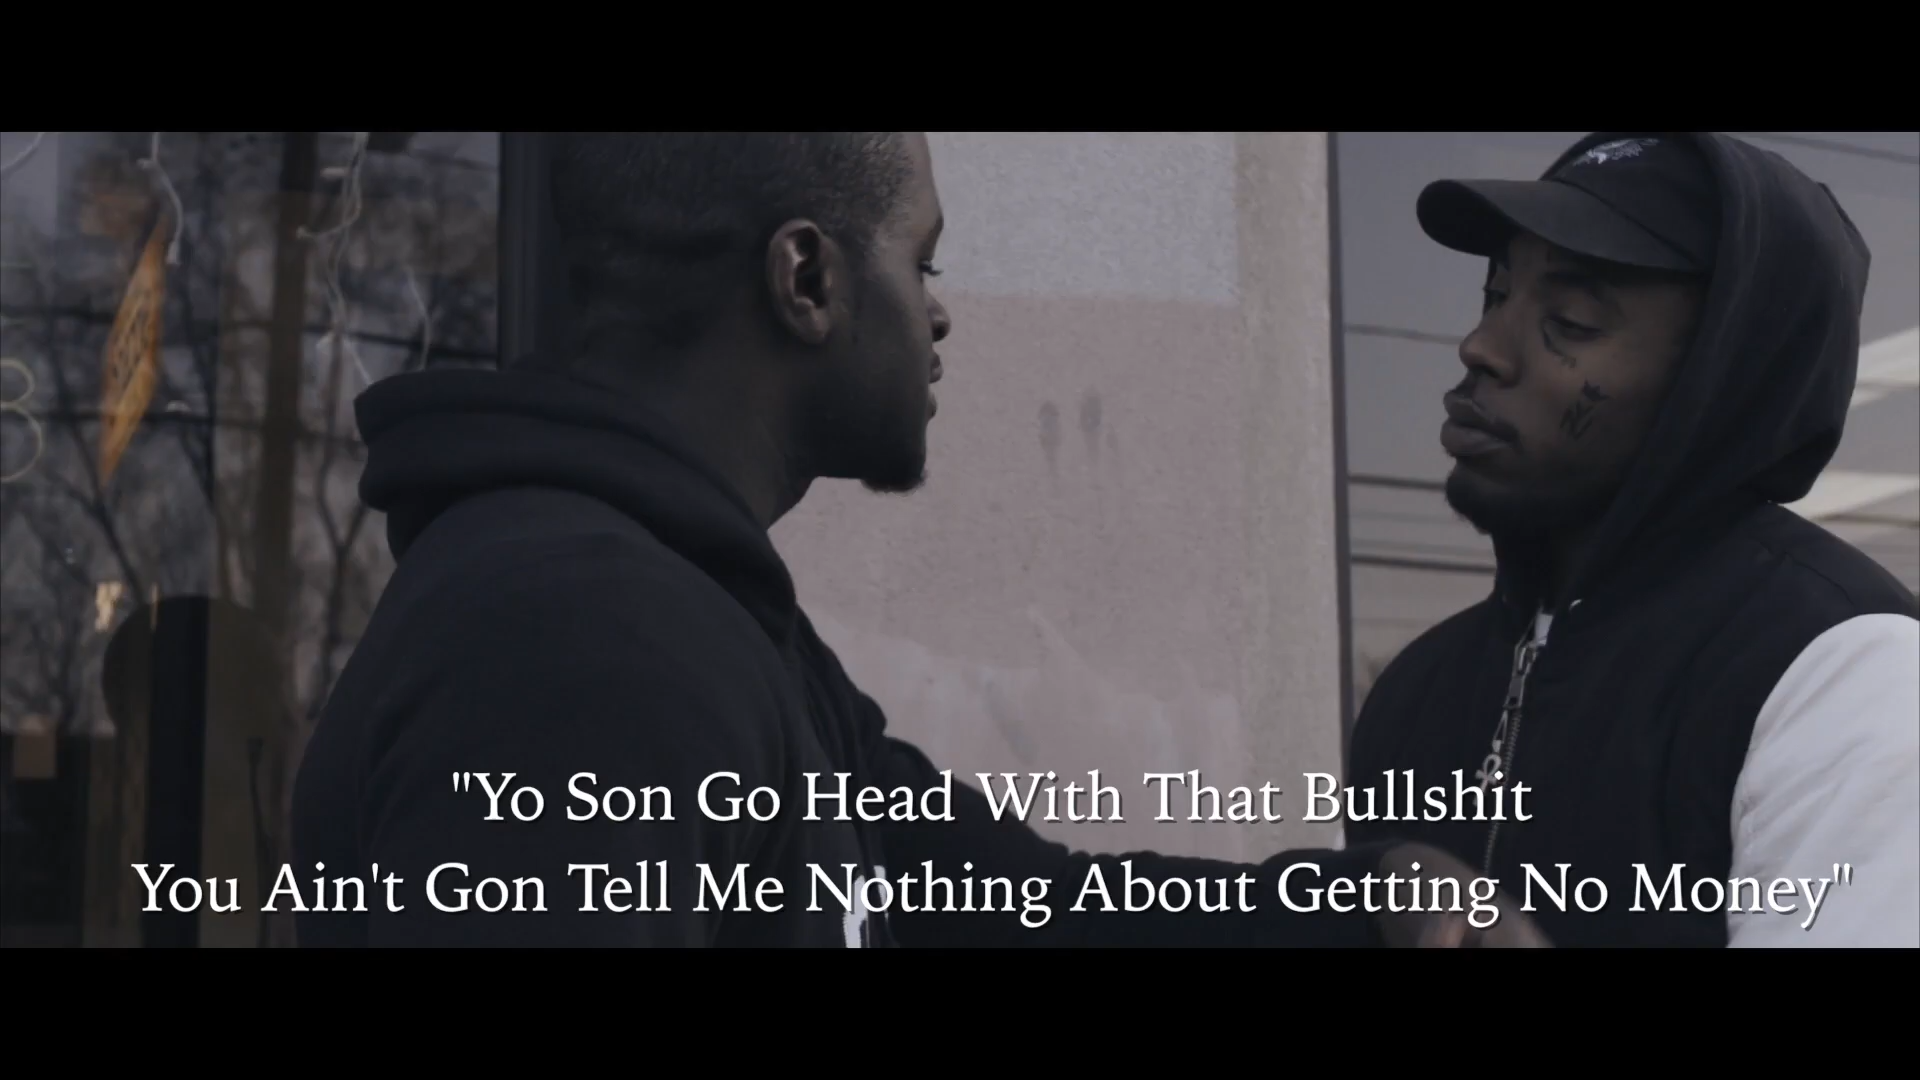 "Yo Son Go Head With That Bullshit
You Ain't Gon Tell Me Nothing About Getting No Money"